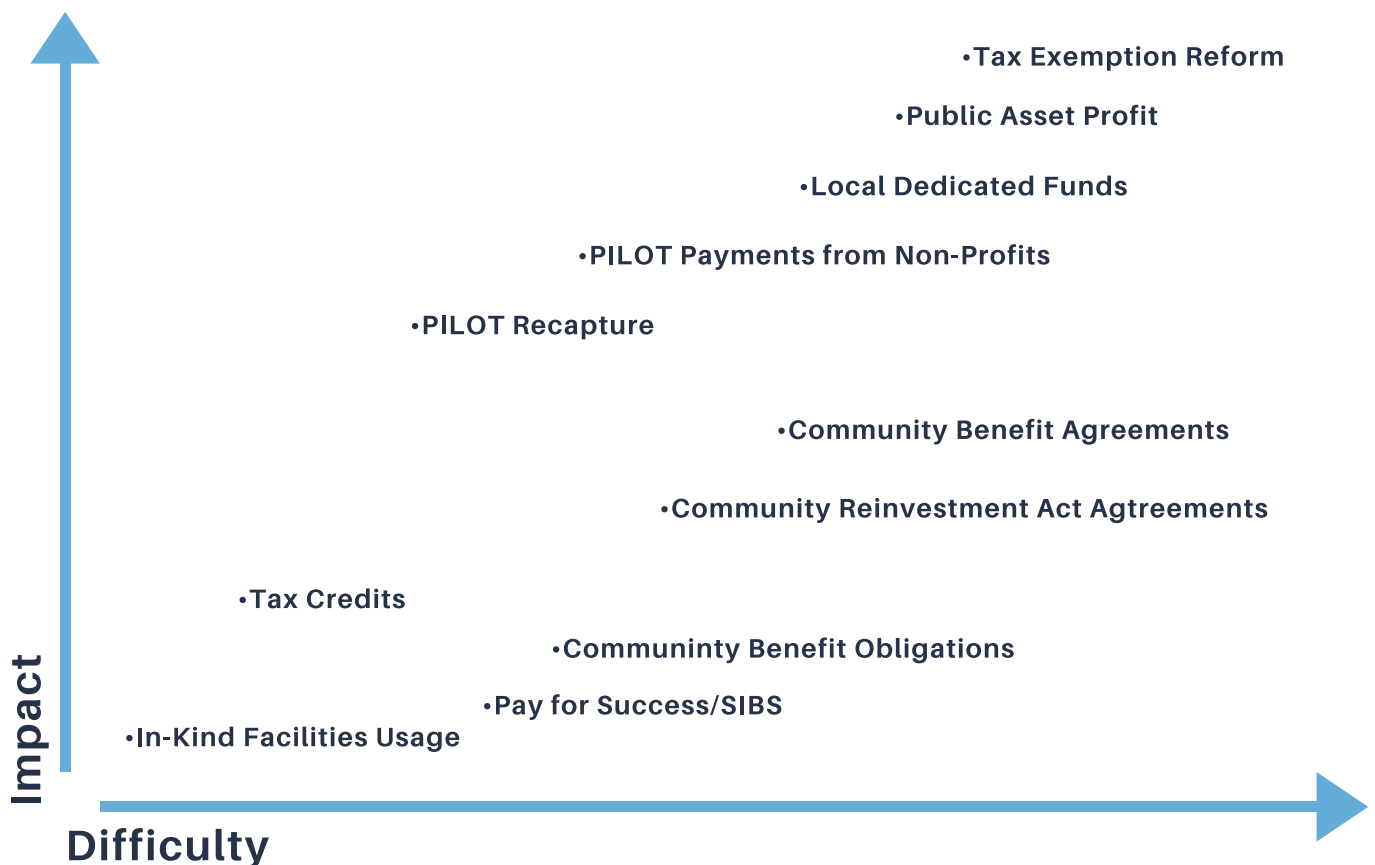 •Tax Exemption Reform
•Public Asset Profit
•Local Dedicated Funds
•PILOT Payments from Non-Profits
•PILOT Recapture
•Community Benefit Agreements
•Community Reinvestment Act Agtreements
•Tax Credits
•Communinty Benefit Obligations
•Pay for Success/SIBS
•In-Kind Facilities Usage
Impact
Difficulty